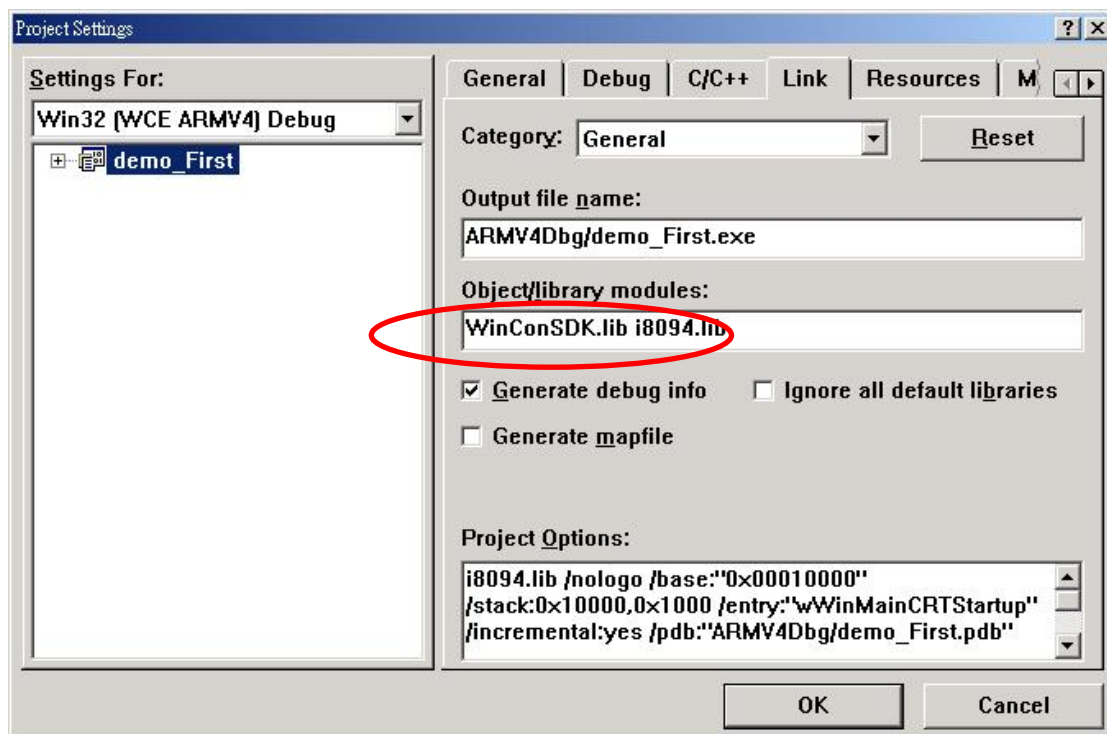 Project Settings
Settings For:
Win32 (WCE ARMV4) Debug
demo_First
General Debug C/C++ Link Resources M
Category: General Reset
Output file name:
ARMV4Dbg/demo_First.exe
Object/library modules:
WinConSDK.lib i8094.lib
Generate debug info Ignore all default libraries
Generate mapfile
Project Options:
i8094.lib /nologo /base:"0x00010000"
/stack:0x10000,0x1000 /entry:"wWinMainCRTStartup"
/incremental:yes /pdb:"ARMV4Dbg/demo_First.pdb"
OK Cancel